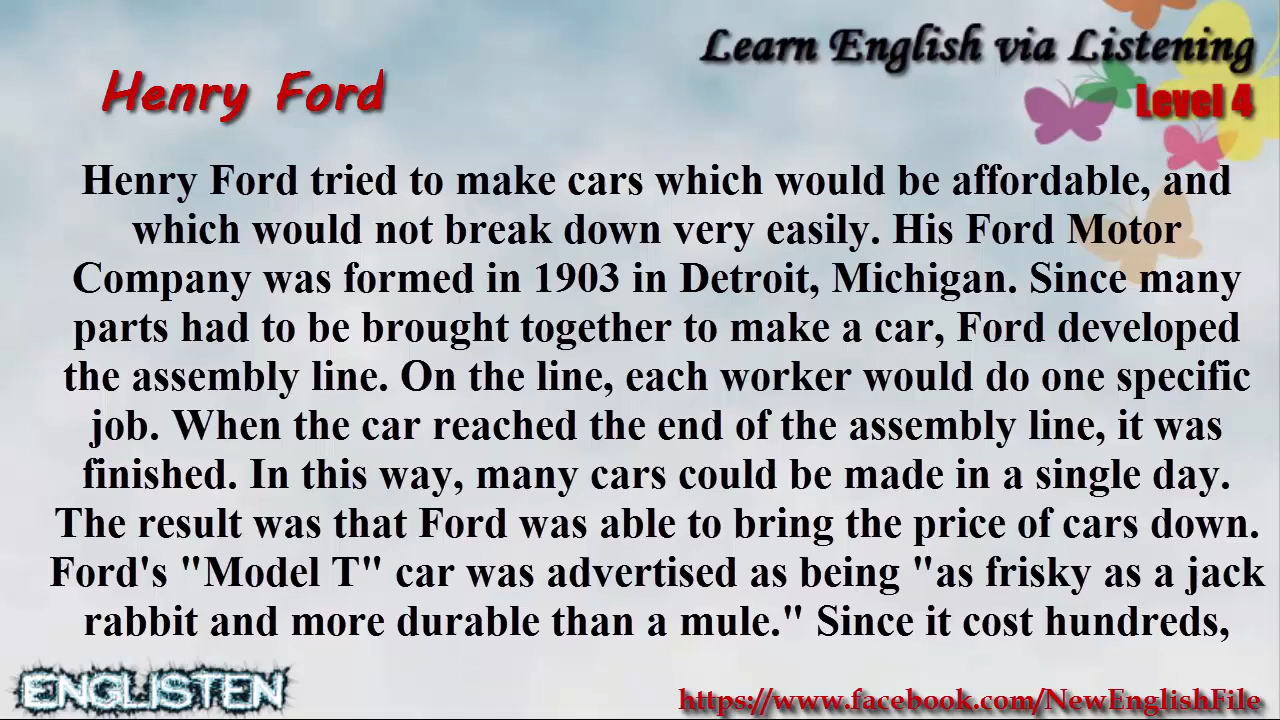 Learn English via Listening
Henry Ford
Level 4
Henry Ford tried to make cars which would be affordable, and
which would not break down very easily. His Ford Motor
Company was formed in 1903 in Detroit, Michigan. Since many
parts had to be brought together to make a car, Ford developed
the assembly line. On the line, each worker would do one specific
job. When the car reached the end of the assembly line, it was
finished. In this way, many cars could be made in a single day.
The result was that Ford was able to bring the price of cars down.
Ford's "Model T" car was advertised as being "as frisky as a jack
rabbit and more durable than a mule." Since it cost hundreds,
ENGLISTEN
https://www.facebook.com/NewEnglishFile